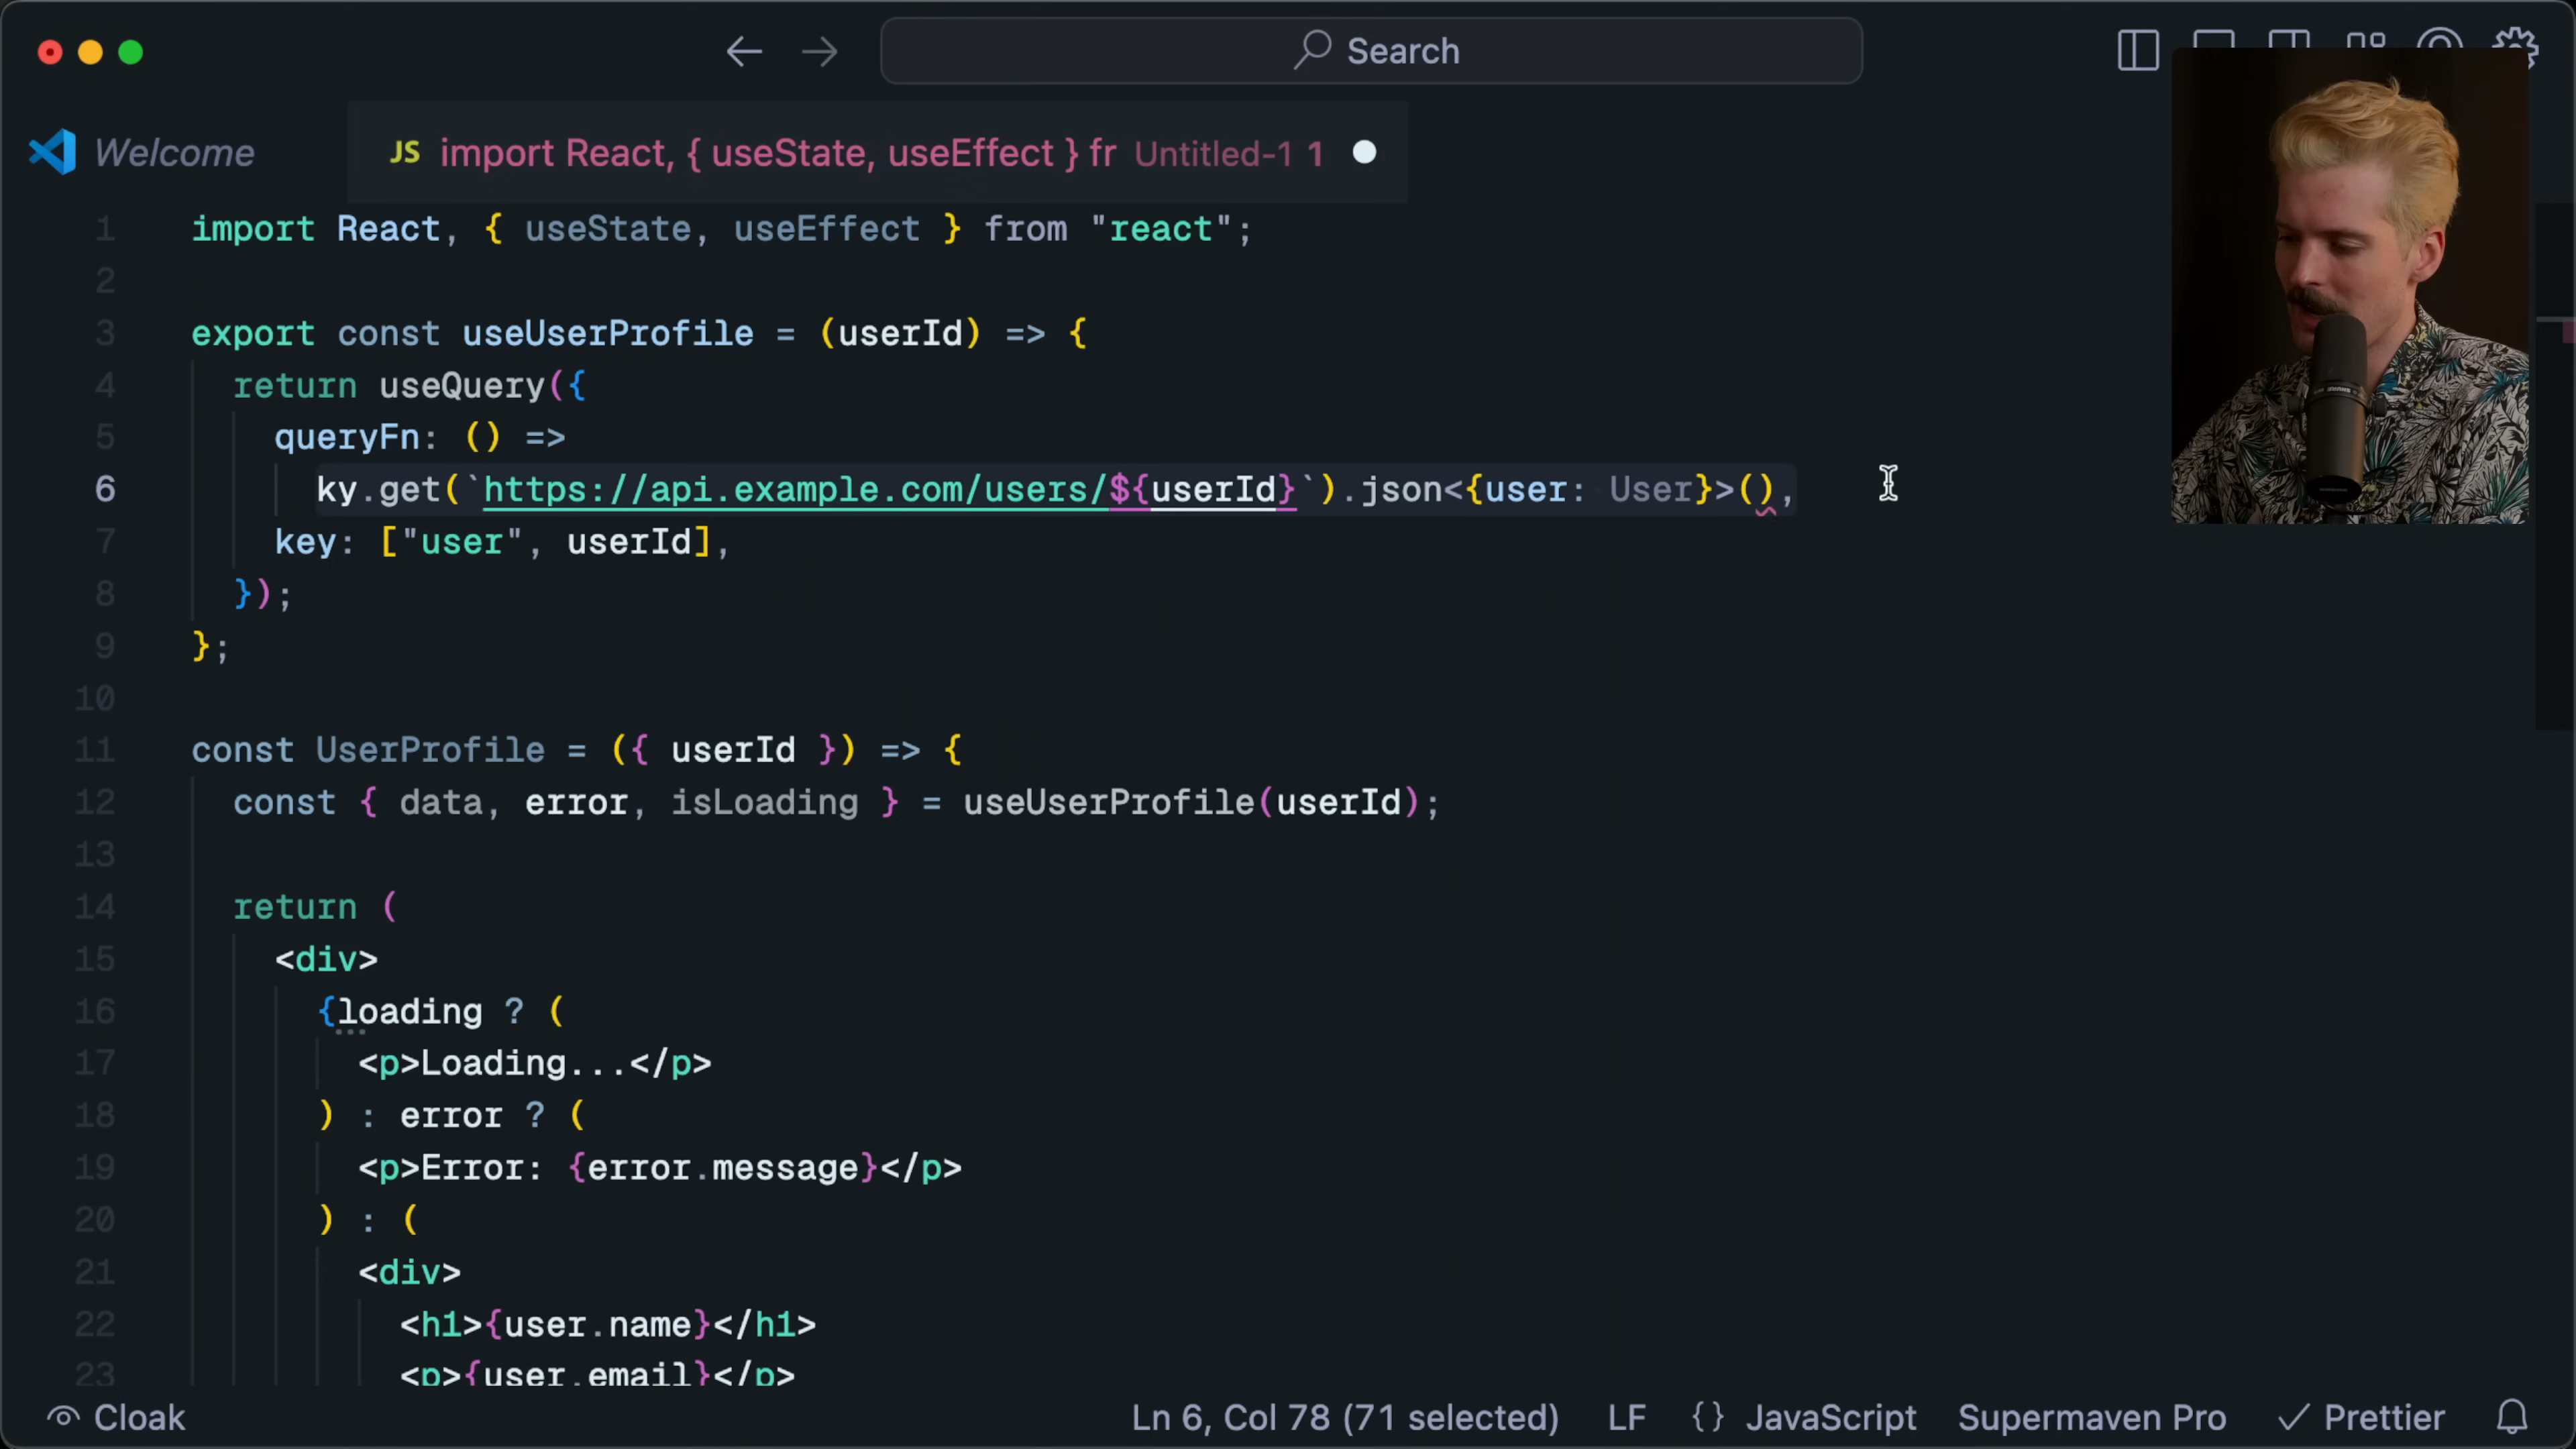 Search
Welcome
JS import React, { useState, useEffect } fr Untitled-1 1
1 import React, { useState, useEffect } from "react";
2
3 export const useUserProfile = (userId) => {
4 return useQuery({
5 queryFn: () =>
6 ky.get(`https://api.example.com/users/${userId}`).json<{user: User}>(),
7 key: ["user", userId],
8 });
9 };
10
11 const UserProfile = ({ userId }) => {
12 const { data, error, isLoading } = useUserProfile(userId);
13
14 return (
15 <div>
16 {loading ? (
17 <p>Loading...</p>
18 ) : error ? (
19 <p>Error: {error.message}</p>
20 ) : (
21 <div>
22 <h1>{user.name}</h1>
23 <p>{user.email}</p>
Cloak Ln 6, Col 78 (71 selected) LF {} JavaScript Supermaven Pro Prettier